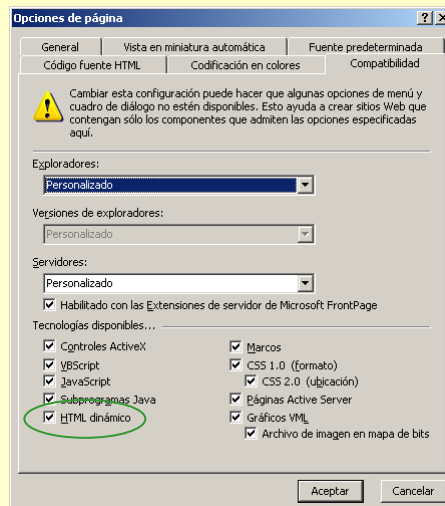 Opciones de página
General
Vista en miniatura automática
Fuente predeterminada
Código fuente HTML
Codificación en colores
Compatibilidad
Cambiar esta configuración puede hacer que algunas opciones de menú y
cuadro de diálogo no estén disponibles. Esto ayuda a crear sitios Web que
contengan sólo los componentes que admiten las opciones especificadas
aquí.
Exploradores:
Personalizado
Versiones de exploradores:
Personalizado
Servidores:
Personalizado
Habilitado con las Extensiones de servidor de Microsoft FrontPage
Tecnologías disponibles...
Controles ActiveX
Marcos
VBScript
CSS 1.0 (formato)
JavaScript
CSS 2.0 (ubicación)
Subprogramas Java
Páginas Active Server
HTML dinámico
Gráficos VML
Archivo de imagen en mapa de bits
Aceptar
Cancelar